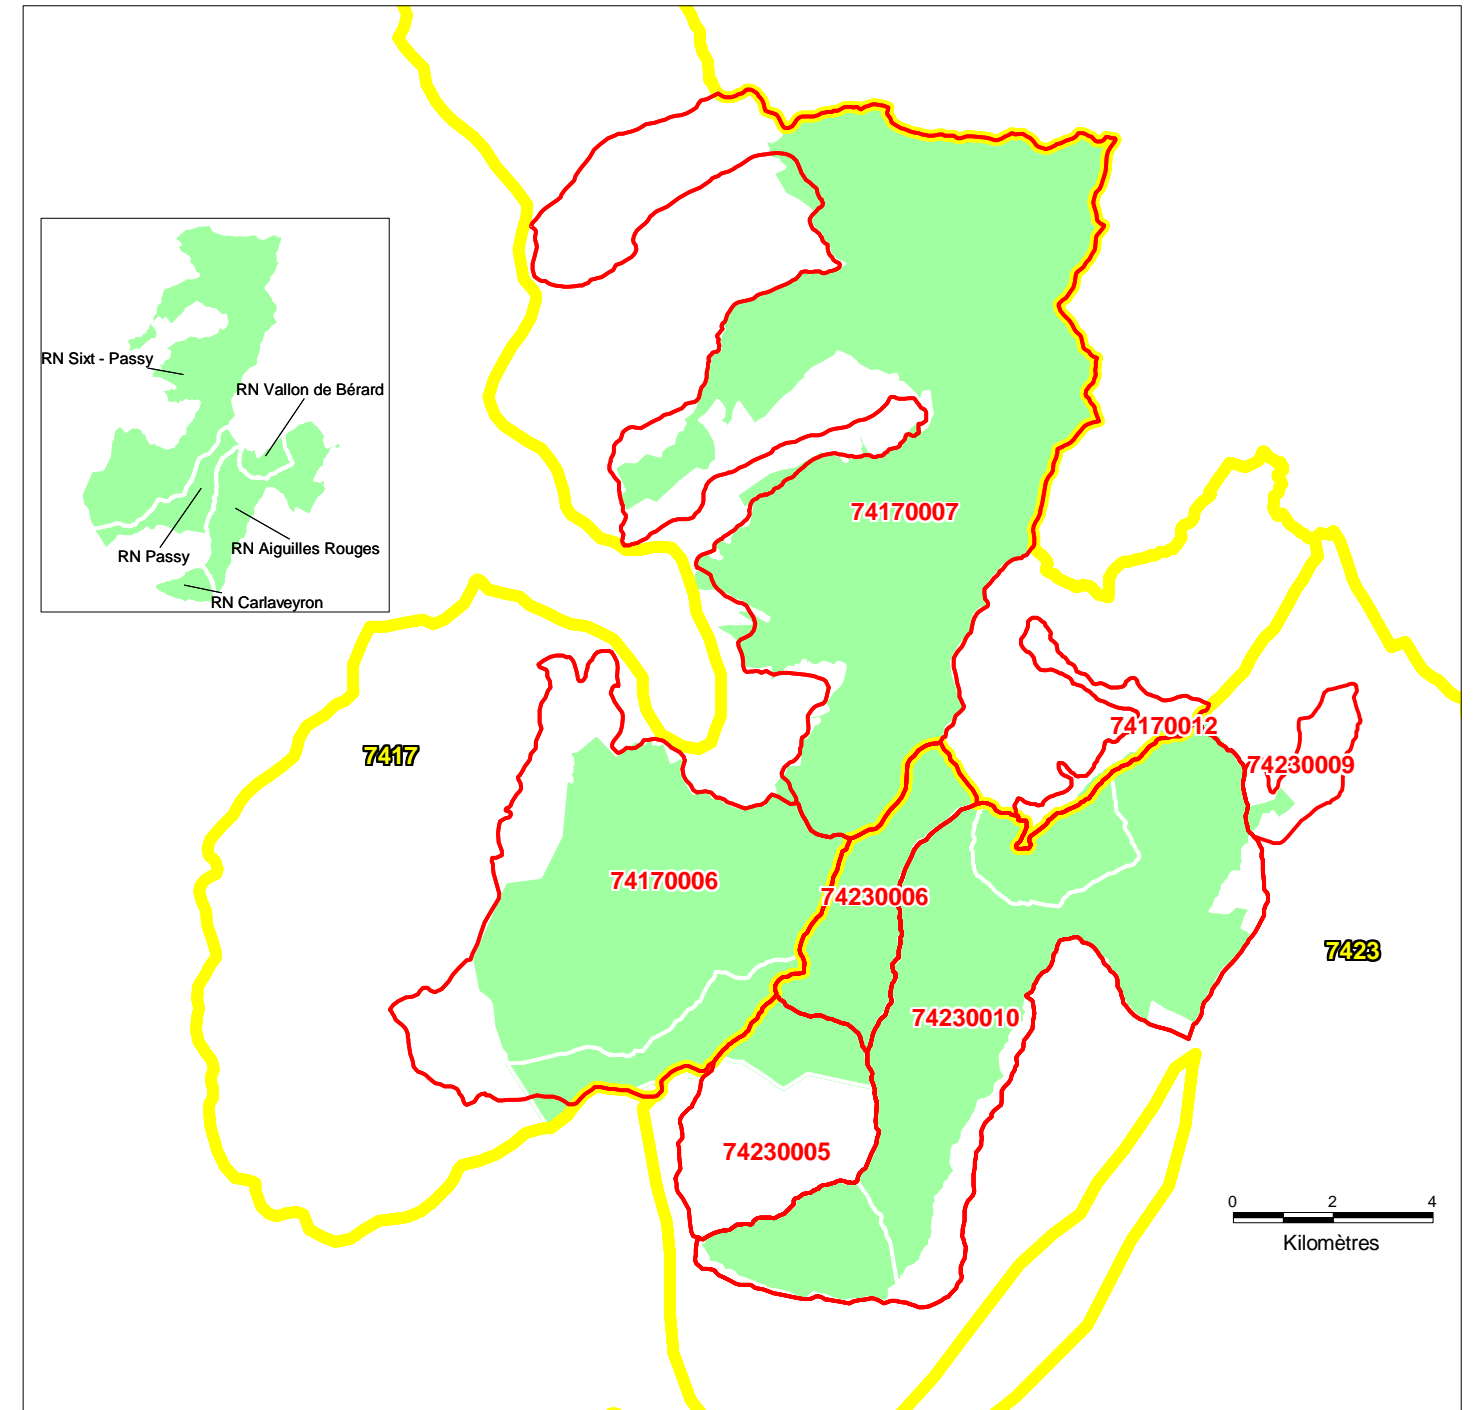 RN Sixt - Passy
RN Vallon de Bérard
RN Passy
RN Aiguilles Rouges
RN Carlaveyron
74170007
74170012
7417
74230009
74170006
74230006
7423
74230010
74230005
0 2 4
Kilomètres